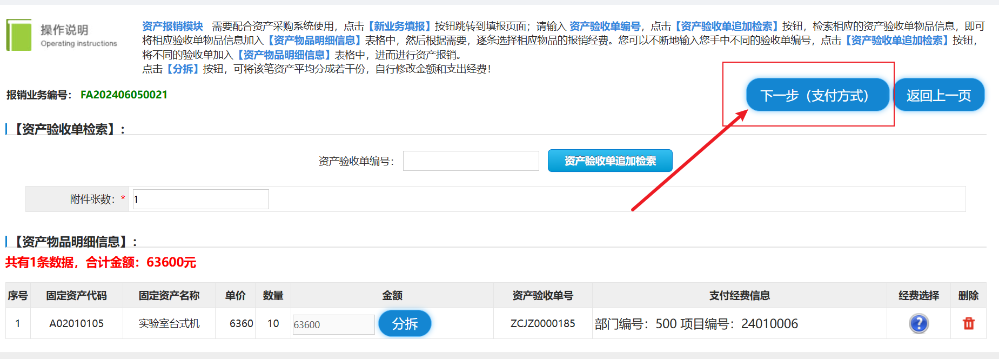 操作说明
Operating instructions
资产报销模块 需要配合资产采购系统使用，点击【新业务填报】按钮跳转到填报页面；请输入 资产验收单编号，点击【资产验收单追加检索】按钮，检索相应的资产验收单物品信息，即可
将相应验收单物品信息加入【资产物品明细信息】表格中，然后根据需要，逐条选择相应物品的报销经费。您可以不断地输入您手中不同的验收单编号，点击【资产验收单追加检索】按钮，
将不同的验收单加入【资产物品明细信息】表格中，进而进行资产报销。
点击【分拆】按钮，可将该笔资产平均分成若干份，自行修改金额和支出经费！
报销业务编号： FA202406050021
下一步（支付方式） 返回上一页
【资产验收单检索】：
资产验收单编号： 资产验收单追加检索
附件张数：* 1
【资产物品明细信息】：
共有1条数据，合计金额：63600元
序号 固定资产代码 固定资产名称 单价 数量 金额 资产验收单号 支付经费信息 经费选择 删除
1 A02010105 实验室台式机 6360 10 63600 分拆 ZCJZ0000185 部门编号：500 项目编号：24010006